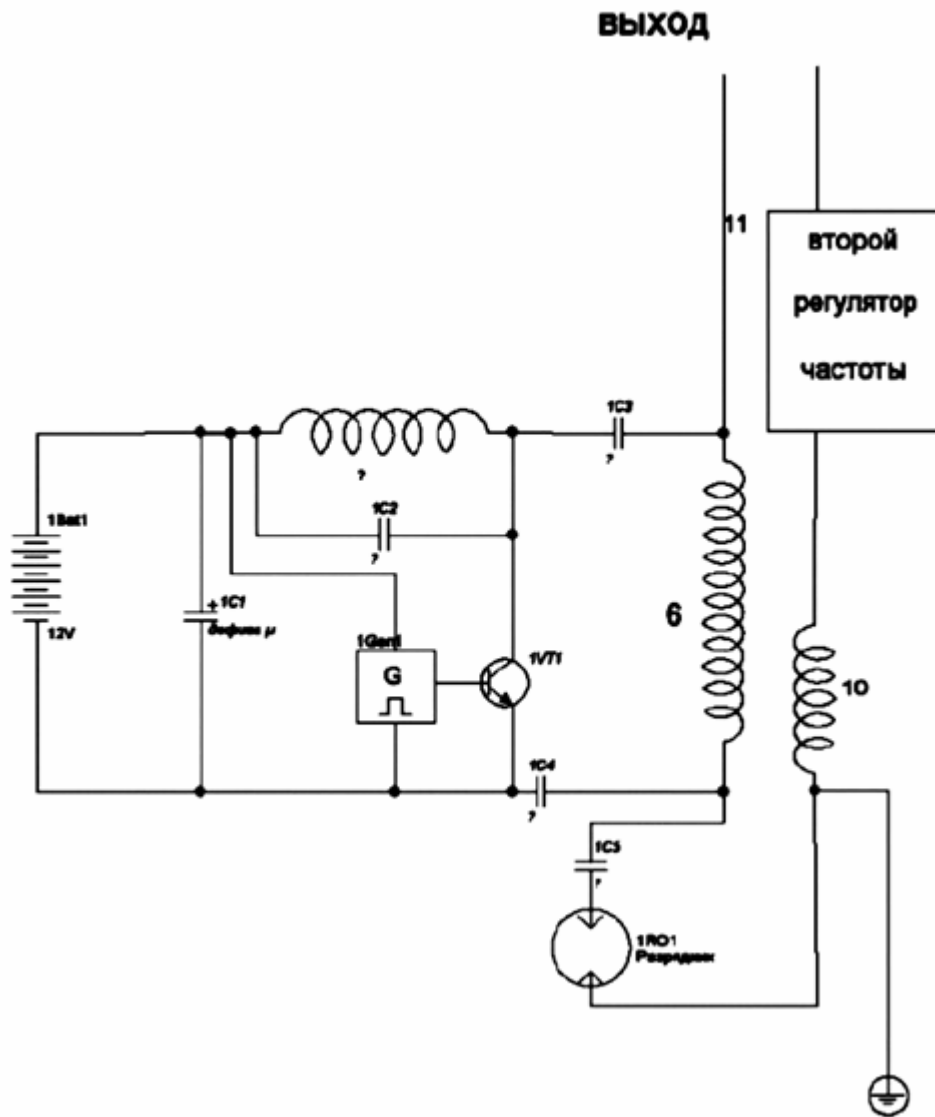 ВЫХОД
11
второй
регулятор
частоты
1C3
?
?
1C2
?
1Bat1
12V
+ 1C1
1Gen1
G
1VT1
6
10
1C4
?
1C5
?
1RO1
Разрядник